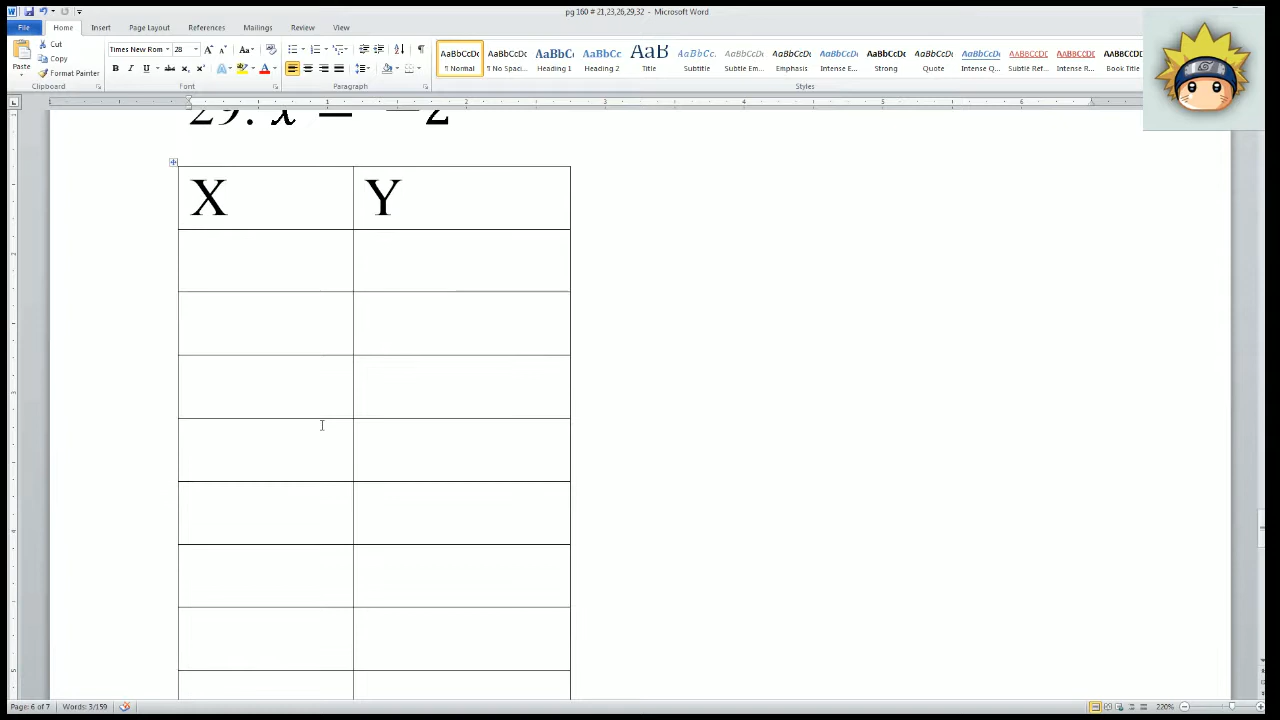 pg 160 # 21,23,26,29,32 - Microsoft Word
File Home Insert Page Layout References Mailings Review View
Paste
Cut
Copy
Format Painter
Clipboard
Times New Rom 28
Font
Paragraph
AaBbCcDc AaBbCcDc AaBbC AaBbCc AaB AaBbCc. AaBbCcDc AaBbCcDc AaBbCcDc AaBbCcDc AaBbCcDc AaBbCcDc AABBCCDC AABBCCDC AABBCCDC
¶ Normal ¶ No Spaci... Heading 1 Heading 2 Title Subtitle Subtle Em... Emphasis Intense E... Strong Quote Intense Q... Subtle Ref... Intense R... Book Title
Styles
29. x = −2
X Y
Page: 6 of 7 Words: 3/159 220%